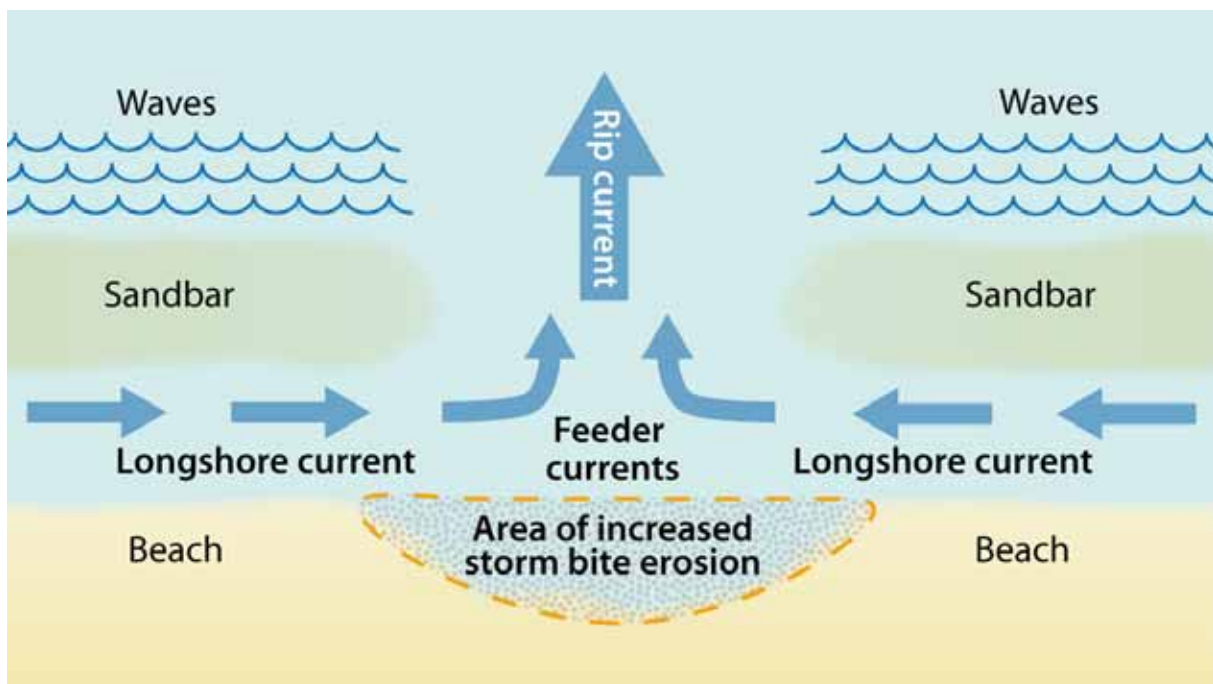 Waves
Waves
Rip current
Sandbar
Sandbar
Longshore current
Feeder
currents
Longshore current
Beach
Area of increased
storm bite erosion
Beach